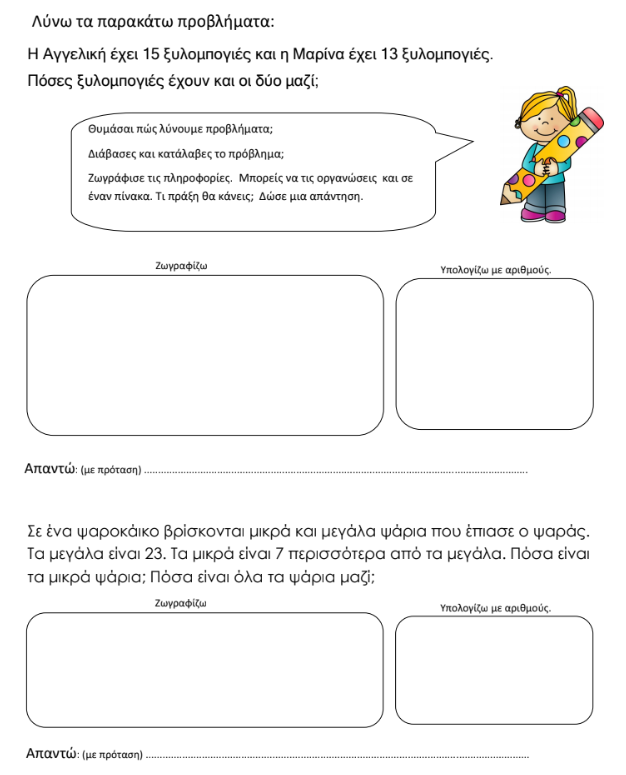 Λύνω τα παρακάτω προβλήματα:
Η Αγγελική έχει 15 ξυλομπογιές και η Μαρίνα έχει 13 ξυλομπογιές.
Πόσες ξυλομπογιές έχουν και οι δύο μαζί;
Θυμάσαι πώς λύνουμε προβλήματα;
Διάβασες και κατάλαβες το πρόβλημα;
Ζωγράφισε τις πληροφορίες. Μπορείς να τις οργανώσεις και σε
έναν πίνακα. Τι πράξη θα κάνεις; Δώσε μια απάντηση.
Ζωγραφίζω
Υπολογίζω με αριθμούς.
Απαντώ: (με πρόταση) ............................................................
Σε ένα ψαροκάικο βρίσκονται μικρά και μεγάλα ψάρια που έπιασε ο ψαράς.
Τα μεγάλα είναι 23. Τα μικρά είναι 7 περισσότερα από τα μεγάλα. Πόσα είναι
τα μικρά ψάρια; Πόσα είναι όλα τα ψάρια μαζί;
Ζωγραφίζω
Υπολογίζω με αριθμούς.
Απαντώ: (με πρόταση) ............................................................